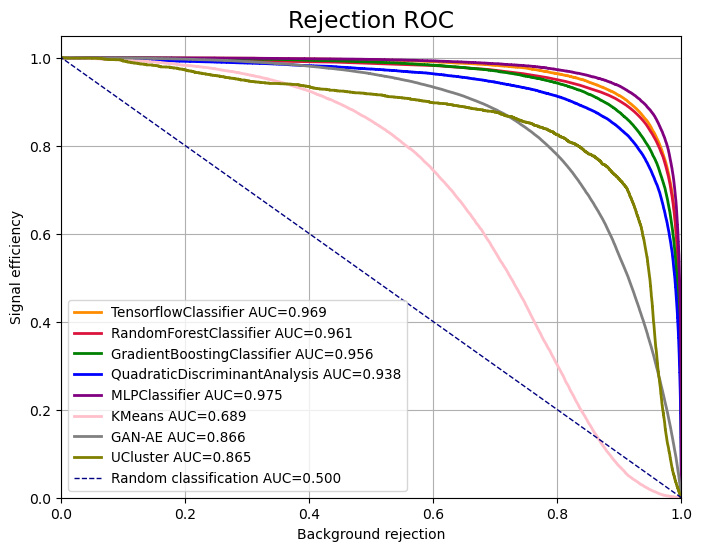 Rejection ROC
1.0
0.8
0.6
0.4
0.2
0.0
Signal efficiency
TensorflowClassifier AUC=0.969
RandomForestClassifier AUC=0.961
GradientBoostingClassifier AUC=0.956
QuadraticDiscriminantAnalysis AUC=0.938
MLPClassifier AUC=0.975
KMeans AUC=0.689
GAN-AE AUC=0.866
UCluster AUC=0.865
Random classification AUC=0.500
0.0 0.2 0.4 0.6 0.8 1.0
Background rejection